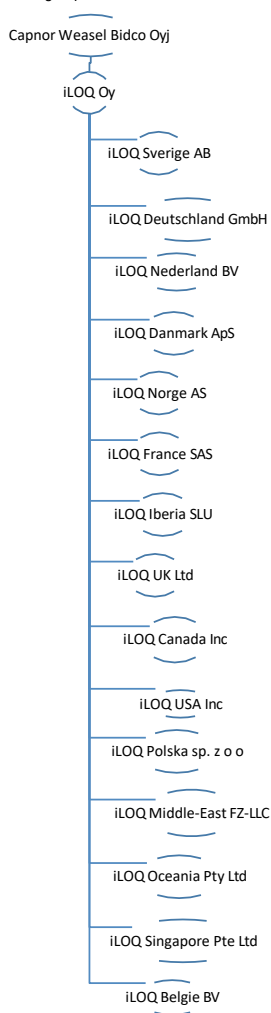 Capnor Weasel Bidco Oyj
iLOQ Oy
iLOQ Sverige AB
iLOQ Deutschland GmbH
iLOQ Nederland BV
iLOQ Danmark ApS
iLOQ Norge AS
iLOQ France SAS
iLOQ Iberia SLU
iLOQ UK Ltd
iLOQ Canada Inc
iLOQ USA Inc
iLOQ Polska sp. z o o
iLOQ Middle-East FZ-LLC
iLOQ Oceania Pty Ltd
iLOQ Singapore Pte Ltd
iLOQ Belgie BV